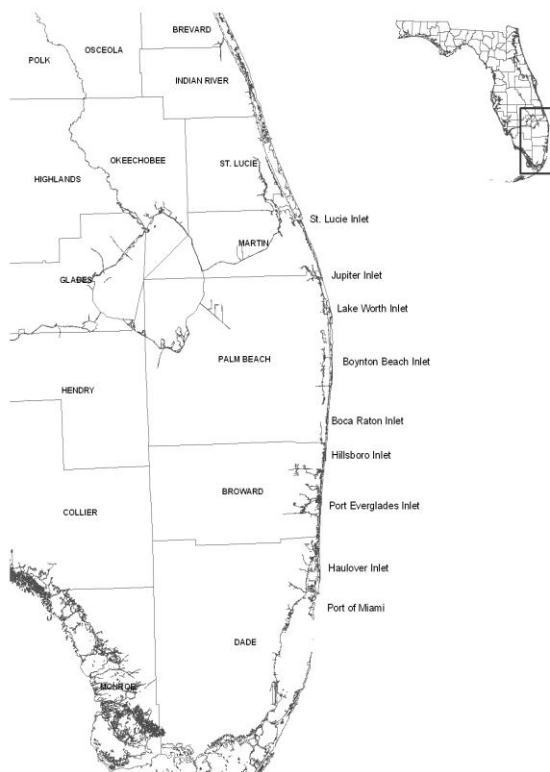 BREVARD
OSCEOLA
POLK
INDIAN RIVER
OKEECHOBEE
ST. LUCIE
HIGHLANDS
St. Lucie Inlet
MARTIN
Jupiter Inlet
GLADES
Lake Worth Inlet
PALM BEACH
Boynton Beach Inlet
HENDRY
Boca Raton Inlet
Hillsboro Inlet
BROWARD
Port Everglades Inlet
COLLIER
Haulover Inlet
Port of Miami
DADE
MONROE